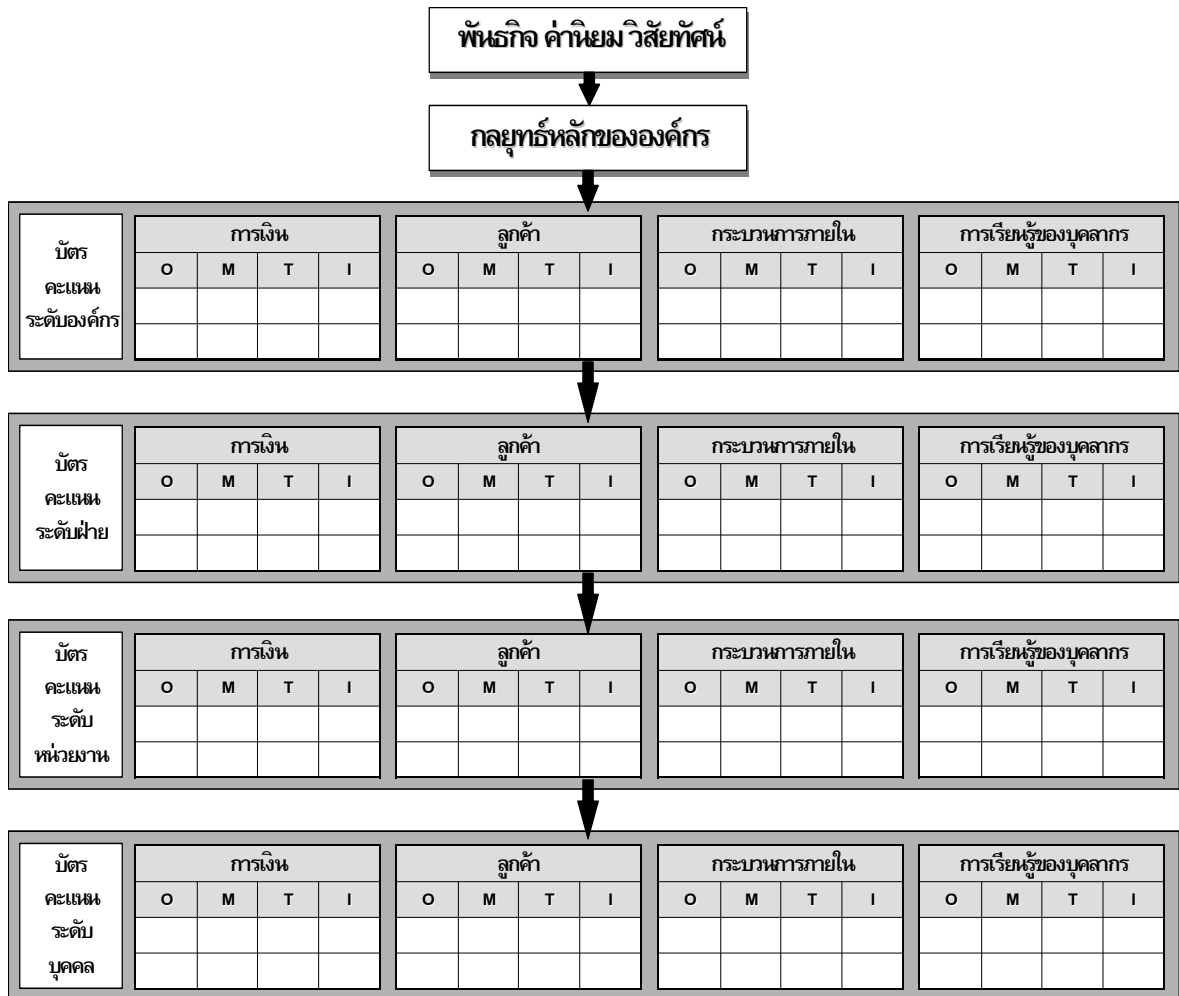 พันธกิจ ค่านิยม วิสัยทัศน์
กลยุทธ์หลักขององค์กร
บัตร
คะแนน
ระดับองค์กร
การเงิน ลูกค้า กระบวนการภายใน การเรียนรู้ของบุคลากร
O M T I O M T I O M T I O M T I
บัตร
คะแนน
ระดับฝ่าย
การเงิน ลูกค้า กระบวนการภายใน การเรียนรู้ของบุคลากร
O M T I O M T I O M T I O M T I
บัตร
คะแนน
ระดับ
หน่วยงาน
การเงิน ลูกค้า กระบวนการภายใน การเรียนรู้ของบุคลากร
O M T I O M T I O M T I O M T I
บัตร
คะแนน
ระดับ
บุคคล
การเงิน ลูกค้า กระบวนการภายใน การเรียนรู้ของบุคลากร
O M T I O M T I O M T I O M T I